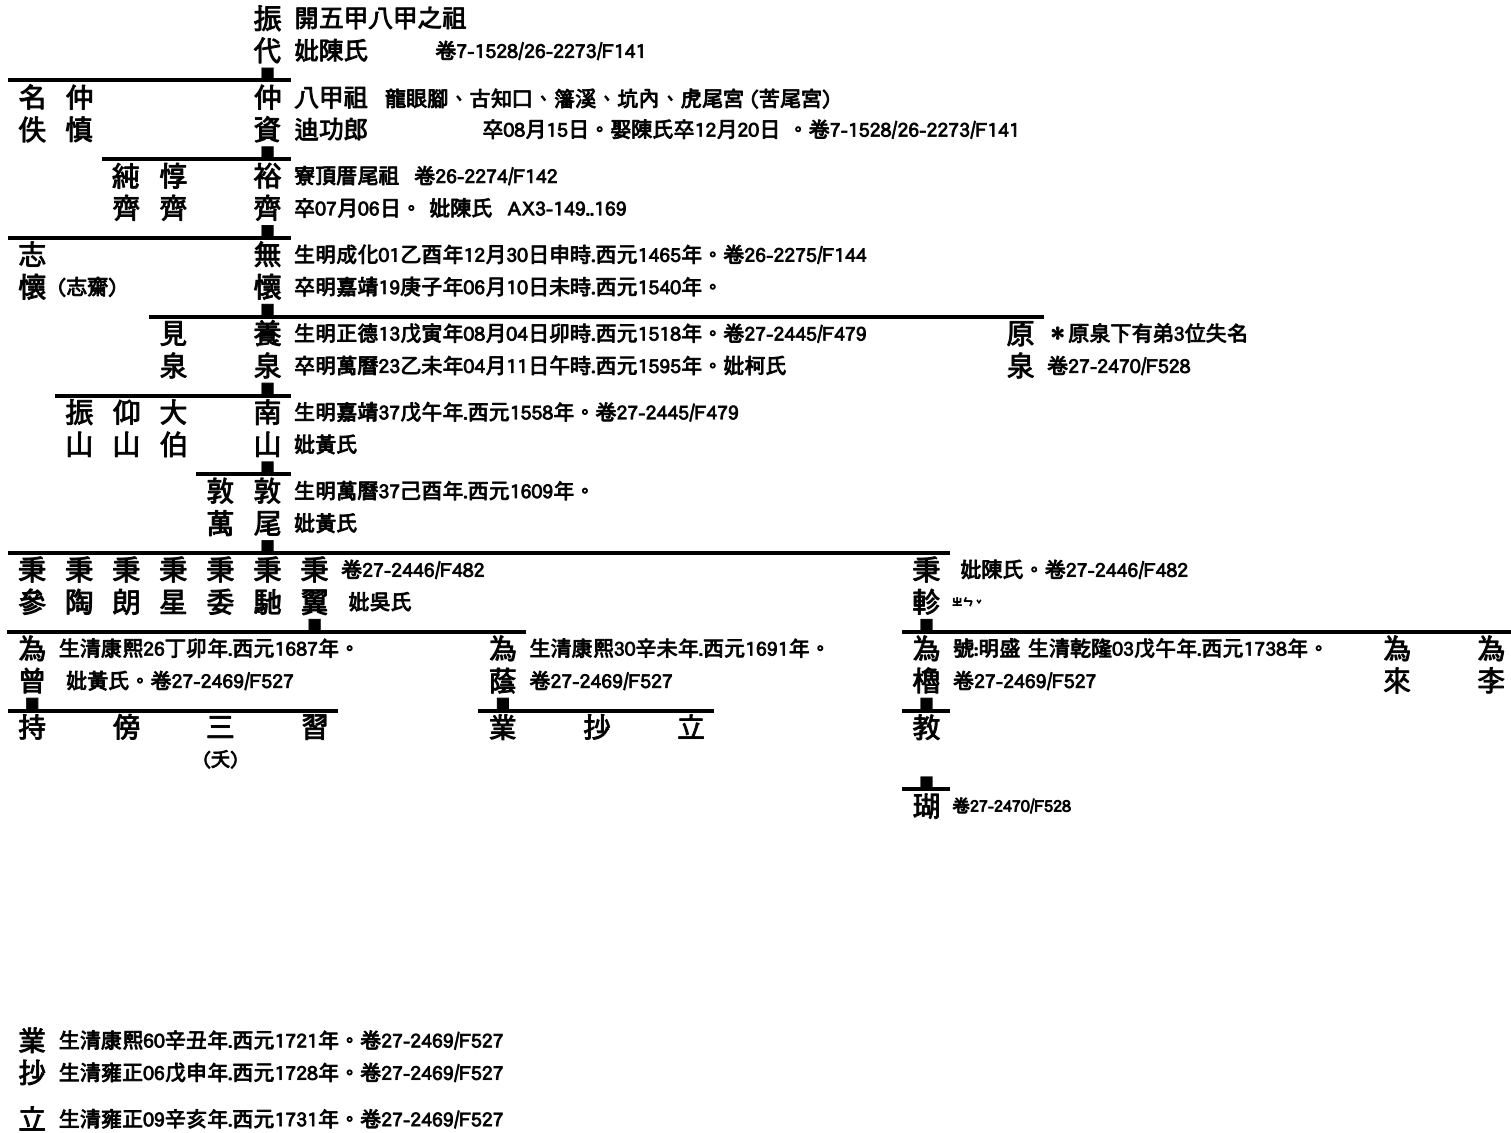 振 開五甲八甲之祖
代 妣陳氏 卷7-1528/26-2273/F141
名 仲 仲 八甲祖 龍眼腳、古知口、籓溪、坑內、虎尾宮 (苦尾宮)
佚 慎 資 迪功郎 卒08月15日。娶陳氏卒12月20日 。卷7-1528/26-2273/F141
純 惇 裕 寮頂厝尾祖 卷26-2274/F142
齊 齊 齊 卒07月06日。 妣陳氏 AX3-149..169
志 無 生明成化01乙酉年12月30日申時.西元1465年。卷26-2275/F144
懷 (志齋) 懷 卒明嘉靖19庚子年06月10日未時.西元1540年。
見 養 生明正德13戊寅年08月04日卯時.西元1518年。卷27-2445/F479 原 ＊原泉下有弟3位失名
泉 泉 卒明萬曆23乙未年04月11日午時.西元1595年。妣柯氏 泉 卷27-2470/F528
振 仰 大 南 生明嘉靖37戊午年.西元1558年。卷27-2445/F479
山 山 伯 山 妣黃氏
敦 敦 生明萬曆37己酉年.西元1609年。
萬 尾 妣黃氏
秉 秉 秉 秉 秉 秉 秉 卷27-2446/F482 秉 妣陳氏。卷27-2446/F482
參 陶 朗 星 委 馳 翼 妣吳氏 軫 ㄓㄣˇ
為 生清康熙26丁卯年.西元1687年。 為 生清康熙30辛未年.西元1691年。 為 號:明盛 生清乾隆03戊午年.西元1738年。 為 為
曾 妣黃氏。卷27-2469/F527 蔭 卷27-2469/F527 櫓 卷27-2469/F527 來 李
持 傍 三 習 業 抄 立 教
(夭)
瑚 卷27-2470/F528
業 生清康熙60辛丑年.西元1721年。卷27-2469/F527
抄 生清雍正06戊申年.西元1728年。卷27-2469/F527
立 生清雍正09辛亥年.西元1731年。卷27-2469/F527